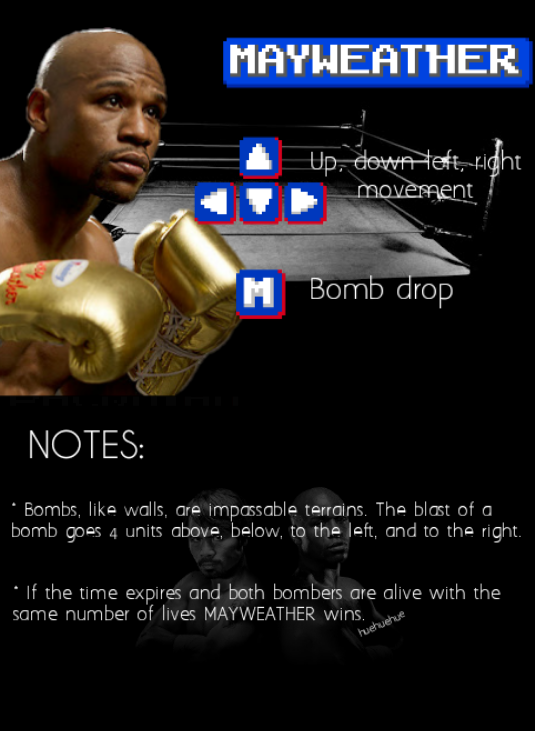 MAYWEATHER
Up, down left, right
movement
M
Bomb drop
NOTES:
* Bombs, like walls, are impassable terrains. The blast of a
bomb goes 4 units above, below, to the left, and to the right.
* If the time expires and both bombers are alive with the
same number of lives MAYWEATHER wins.
huehuehue